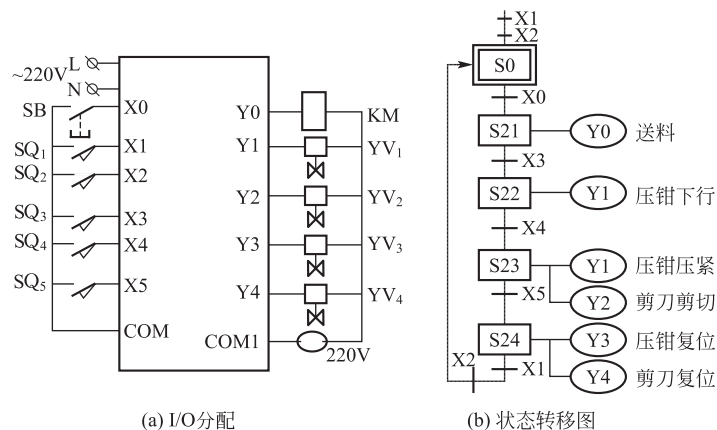 ~220V
L
N
SB
X0
SQ1
X1
SQ2
X2
SQ3
X3
SQ4
X4
SQ5
X5
COM
Y0
KM
Y1
YV1
Y2
YV2
Y3
YV3
Y4
YV4
COM1
220V
(a) I/O分配
X1
X2
S0
X0
S21
Y0
送料
X3
S22
Y1
压钳下行
X4
S23
Y1
压钳压紧
X5
Y2
剪刀剪切
S24
Y3
压钳复位
X2
X1
Y4
剪刀复位
(b) 状态转移图